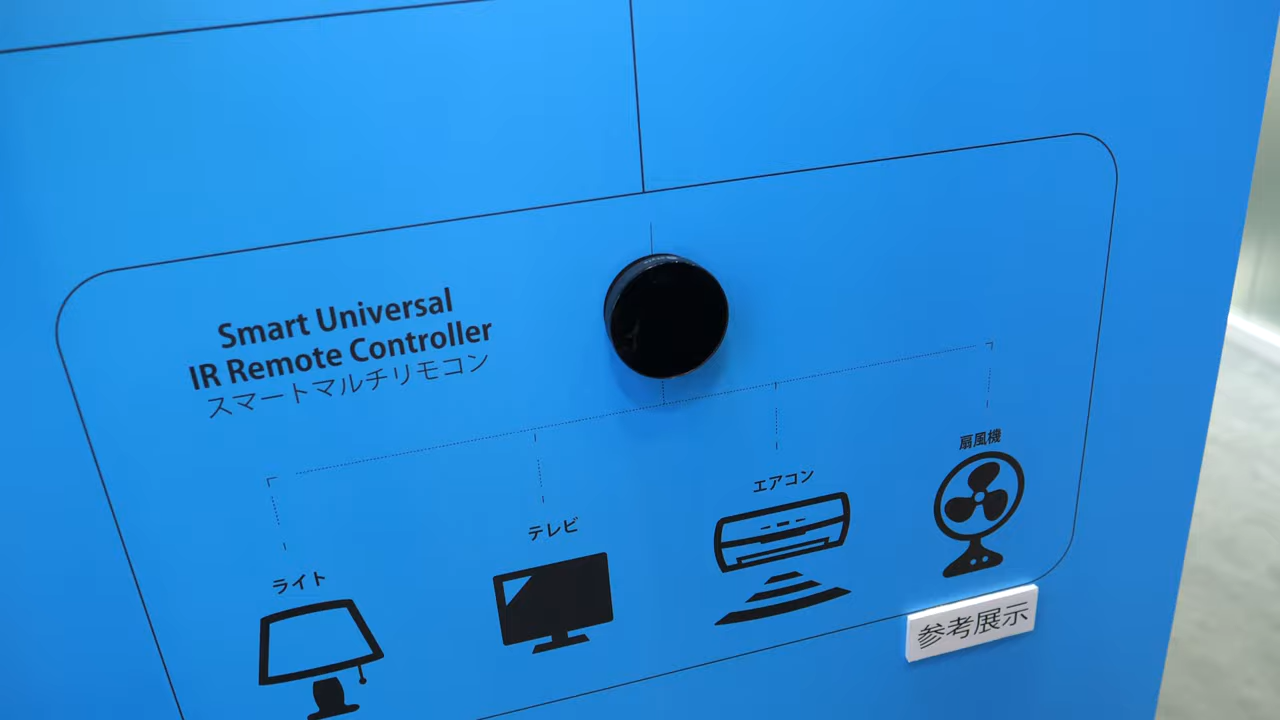 Smart Universal
IR Remote Controller
スマートマルチリモコン
ライト
テレビ
エアコン
扇風機
参考展示